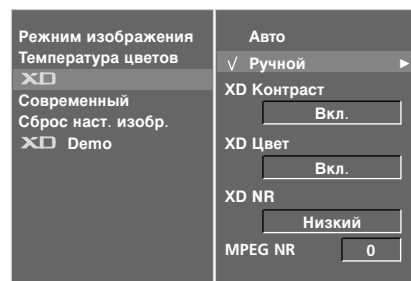 Режним изображения
Температура цветов
XD
Современный
Сброс наст. изобр.
XD Demo
Авто
√ Ручной ►
XD Контраст
Вкл.
XD Цвет
Вкл.
XD NR
Низкий
MPEG NR 0